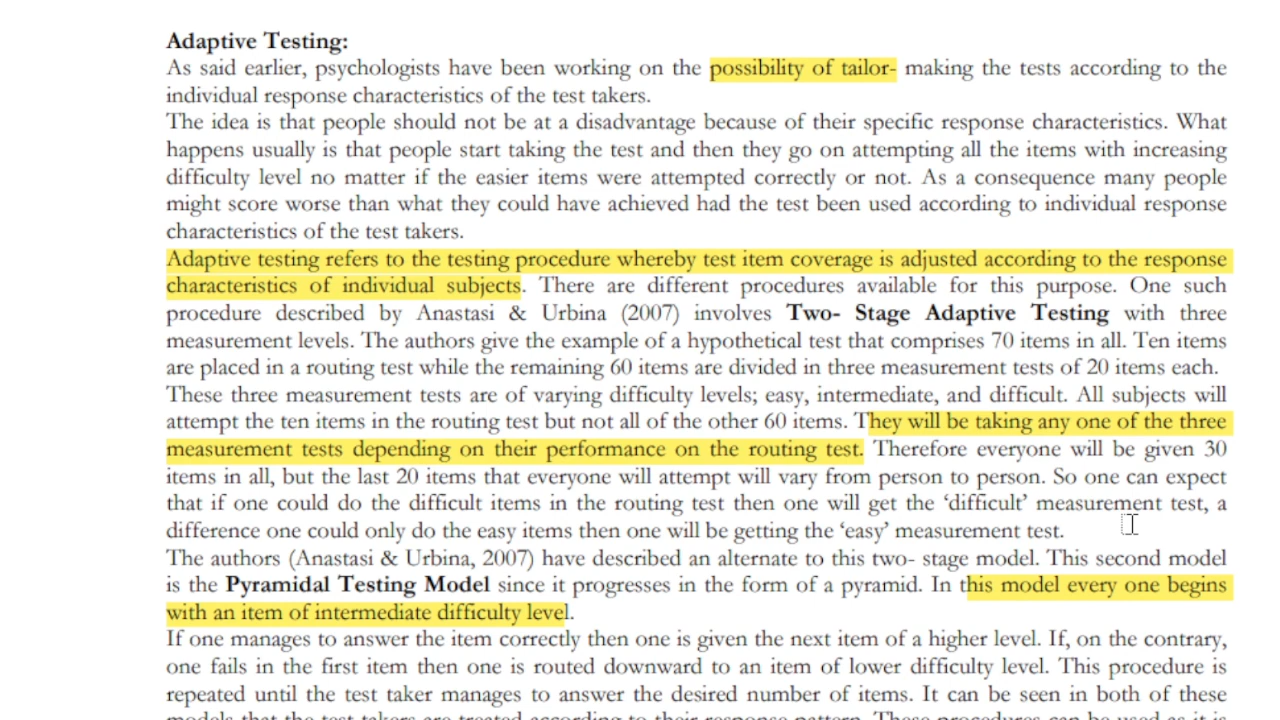 Adaptive Testing:
As said earlier, psychologists have been working on the possibility of tailor- making the tests according to the
individual response characteristics of the test takers.
The idea is that people should not be at a disadvantage because of their specific response characteristics. What
happens usually is that people start taking the test and then they go on attempting all the items with increasing
difficulty level no matter if the easier items were attempted correctly or not. As a consequence many people
might score worse than what they could have achieved had the test been used according to individual response
characteristics of the test takers.
Adaptive testing refers to the testing procedure whereby test item coverage is adjusted according to the response
characteristics of individual subjects. There are different procedures available for this purpose. One such
procedure described by Anastasi & Urbina (2007) involves Two- Stage Adaptive Testing with three
measurement levels. The authors give the example of a hypothetical test that comprises 70 items in all. Ten items
are placed in a routing test while the remaining 60 items are divided in three measurement tests of 20 items each.
These three measurement tests are of varying difficulty levels; easy, intermediate, and difficult. All subjects will
attempt the ten items in the routing test but not all of the other 60 items. They will be taking any one of the three
measurement tests depending on their performance on the routing test. Therefore everyone will be given 30
items in all, but the last 20 items that everyone will attempt will vary from person to person. So one can expect
that if one could do the difficult items in the routing test then one will get the ‘difficult’ measurement test, a
difference one could only do the easy items then one will be getting the ‘easy’ measurement test.
The authors (Anastasi & Urbina, 2007) have described an alternate to this two- stage model. This second model
is the Pyramidal Testing Model since it progresses in the form of a pyramid. In this model every one begins
with an item of intermediate difficulty level.
If one manages to answer the item correctly then one is given the next item of a higher level. If, on the contrary,
one fails in the first item then one is routed downward to an item of lower difficulty level. This procedure is
repeated until the test taker manages to answer the desired number of items. It can be seen in both of these
models that the test takers are treated according to their response pattern. These procedures can be used as it is